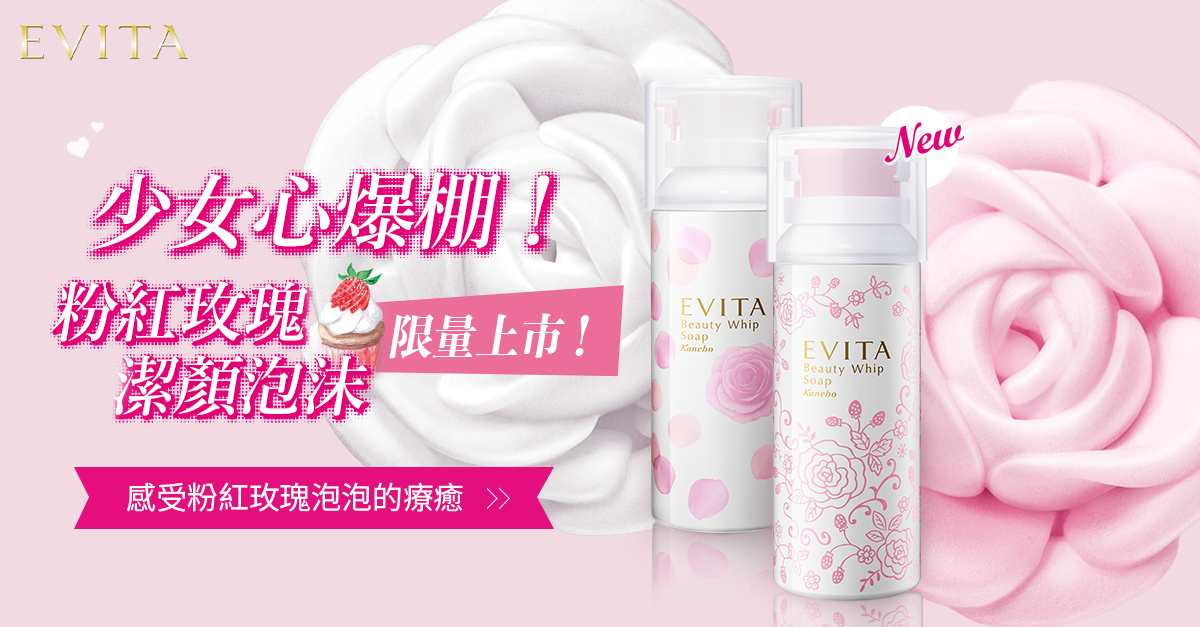 EVITA
少女心爆棚！
粉紅玫瑰
潔顏泡沫
限量上市！
感受粉紅玫瑰泡泡的療癒 >>
New
EVITA
Beauty Whip
Soap
Kanebo
EVITA
Beauty Whip
Soap
Kanebo